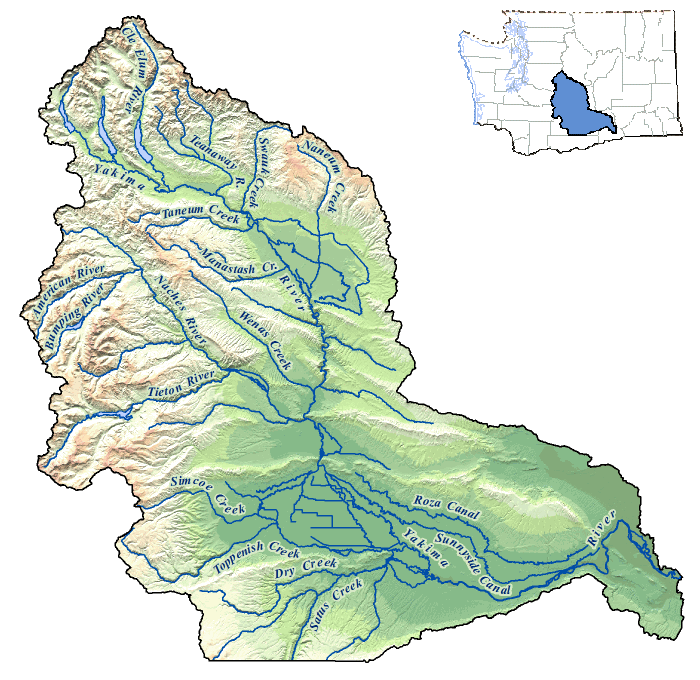 Cle Elum River
Teanaway R.
Swauk Creek
Naneum Creek
Yakima River
Taneum Creek
Manastash Cr.
American River
Bumping River
Naches River
Wenas Creek
Tieton River
Simcoe Creek
Roza Canal
Sunnyside Canal
Yakima River
Toppenish Creek
Dry Creek
Satus Creek